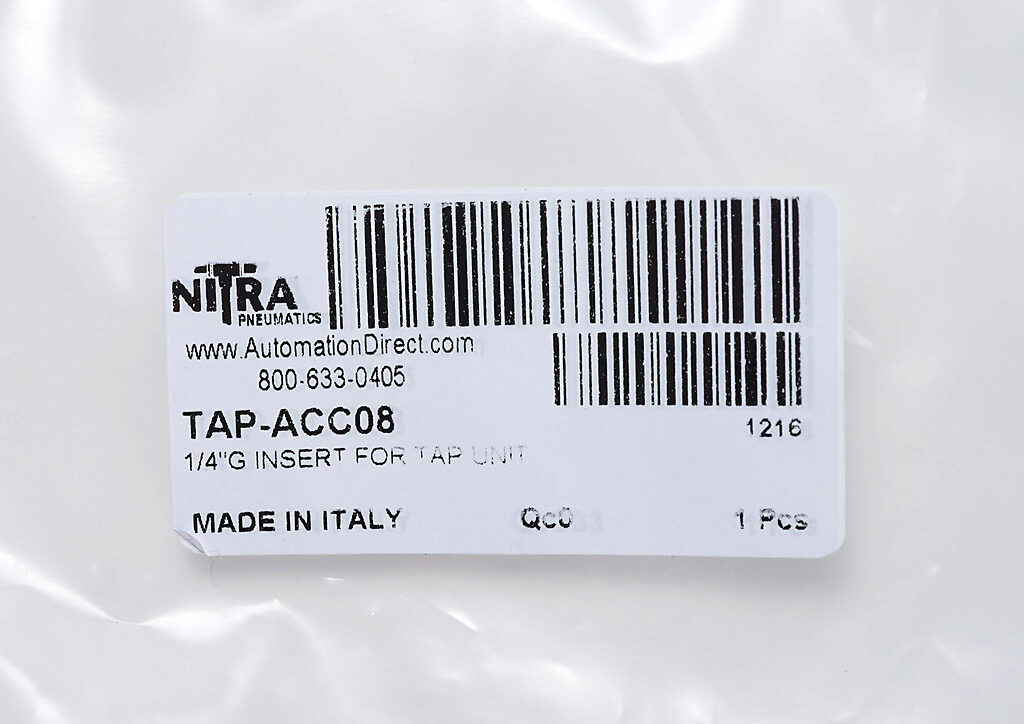 NITRA
PNEUMATICS
www.AutomationDirect.com
800-633-0405
TAP-ACC08
1216
1/4"G INSERT FOR TAP UNIT
MADE IN ITALY
1 Pcs